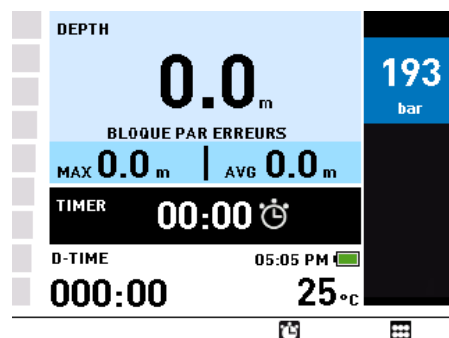 DEPTH
0.0 m
193
bar
BLOQUE PAR ERREURS
MAX 0.0 m AVG 0.0 m
TIMER 00:00
D-TIME 05:05 PM
000:00 25°C